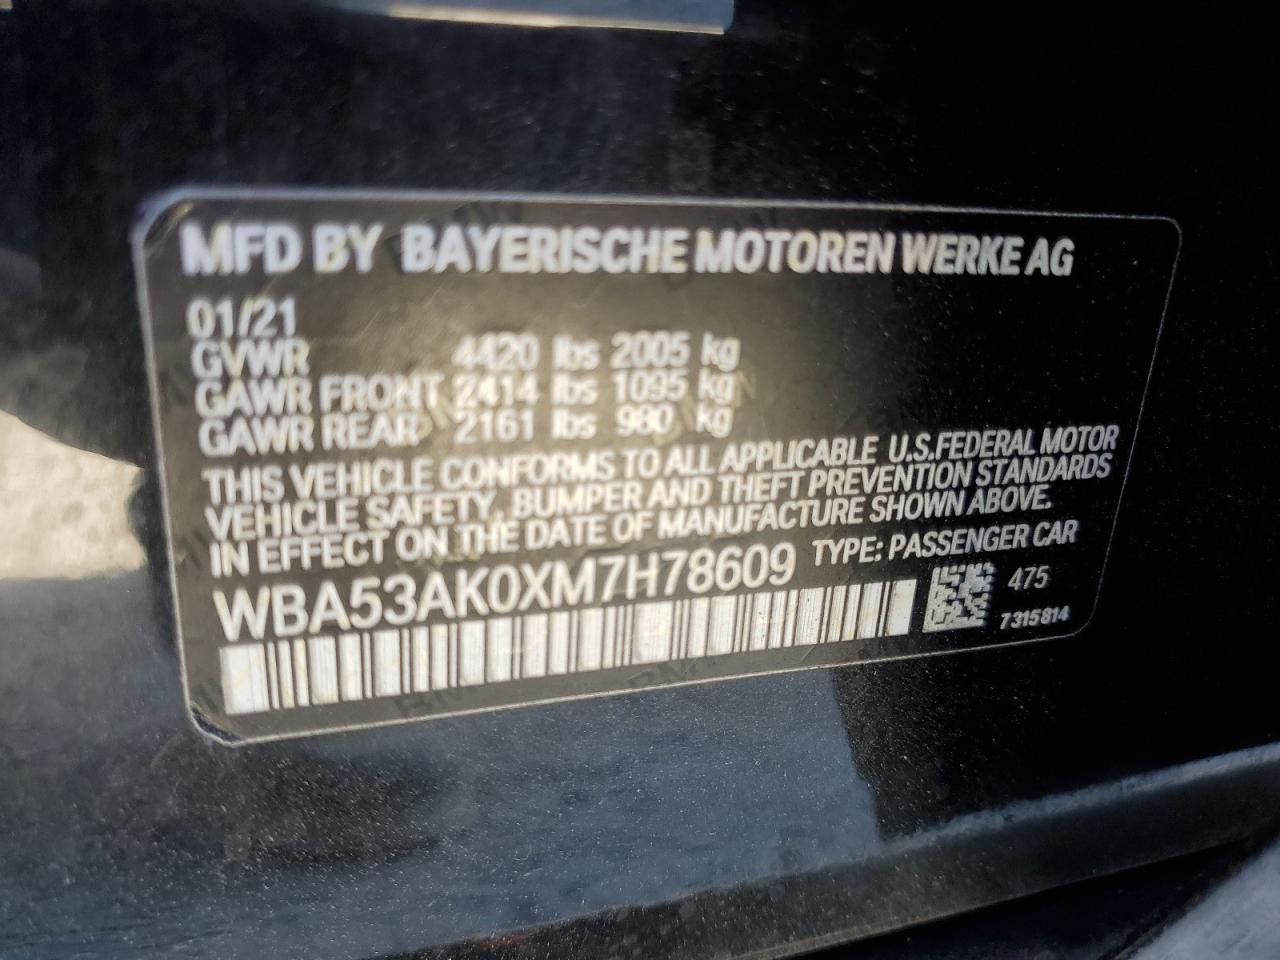 MFD BY BAYERISCHE MOTOREN WERKE AG
01/21
GVWR 4420 lbs 2005 kg
GAWR FRONT 2414 lbs 1095 kg
GAWR REAR 2161 lbs 980 kg
THIS VEHICLE CONFORMS TO ALL APPLICABLE U.S.FEDERAL MOTOR
VEHICLE SAFETY, BUMPER AND THEFT PREVENTION STANDARDS
IN EFFECT ON THE DATE OF MANUFACTURE SHOWN ABOVE.
WBA53AK0XM7H78609 TYPE: PASSENGER CAR
475
7315814